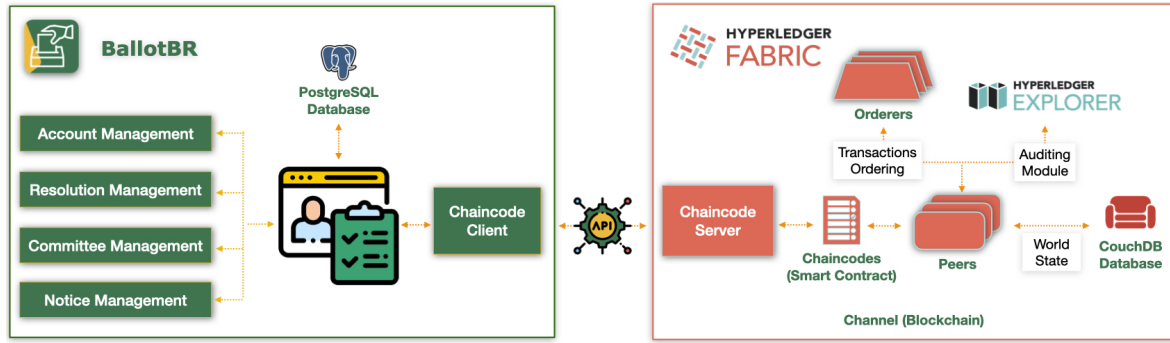 BallotBR
PostgreSQL
Database
Account Management
Resolution Management
Committee Management
Notice Management
Chaincode
Client
API
HYPERLEDGER
FABRIC
Orderers
HYPERLEDGER
EXPLORER
Transactions
Ordering
Auditing
Module
Chaincode
Server
Chaincodes
(Smart Contract)
Peers
World
State
CouchDB
Database
Channel (Blockchain)